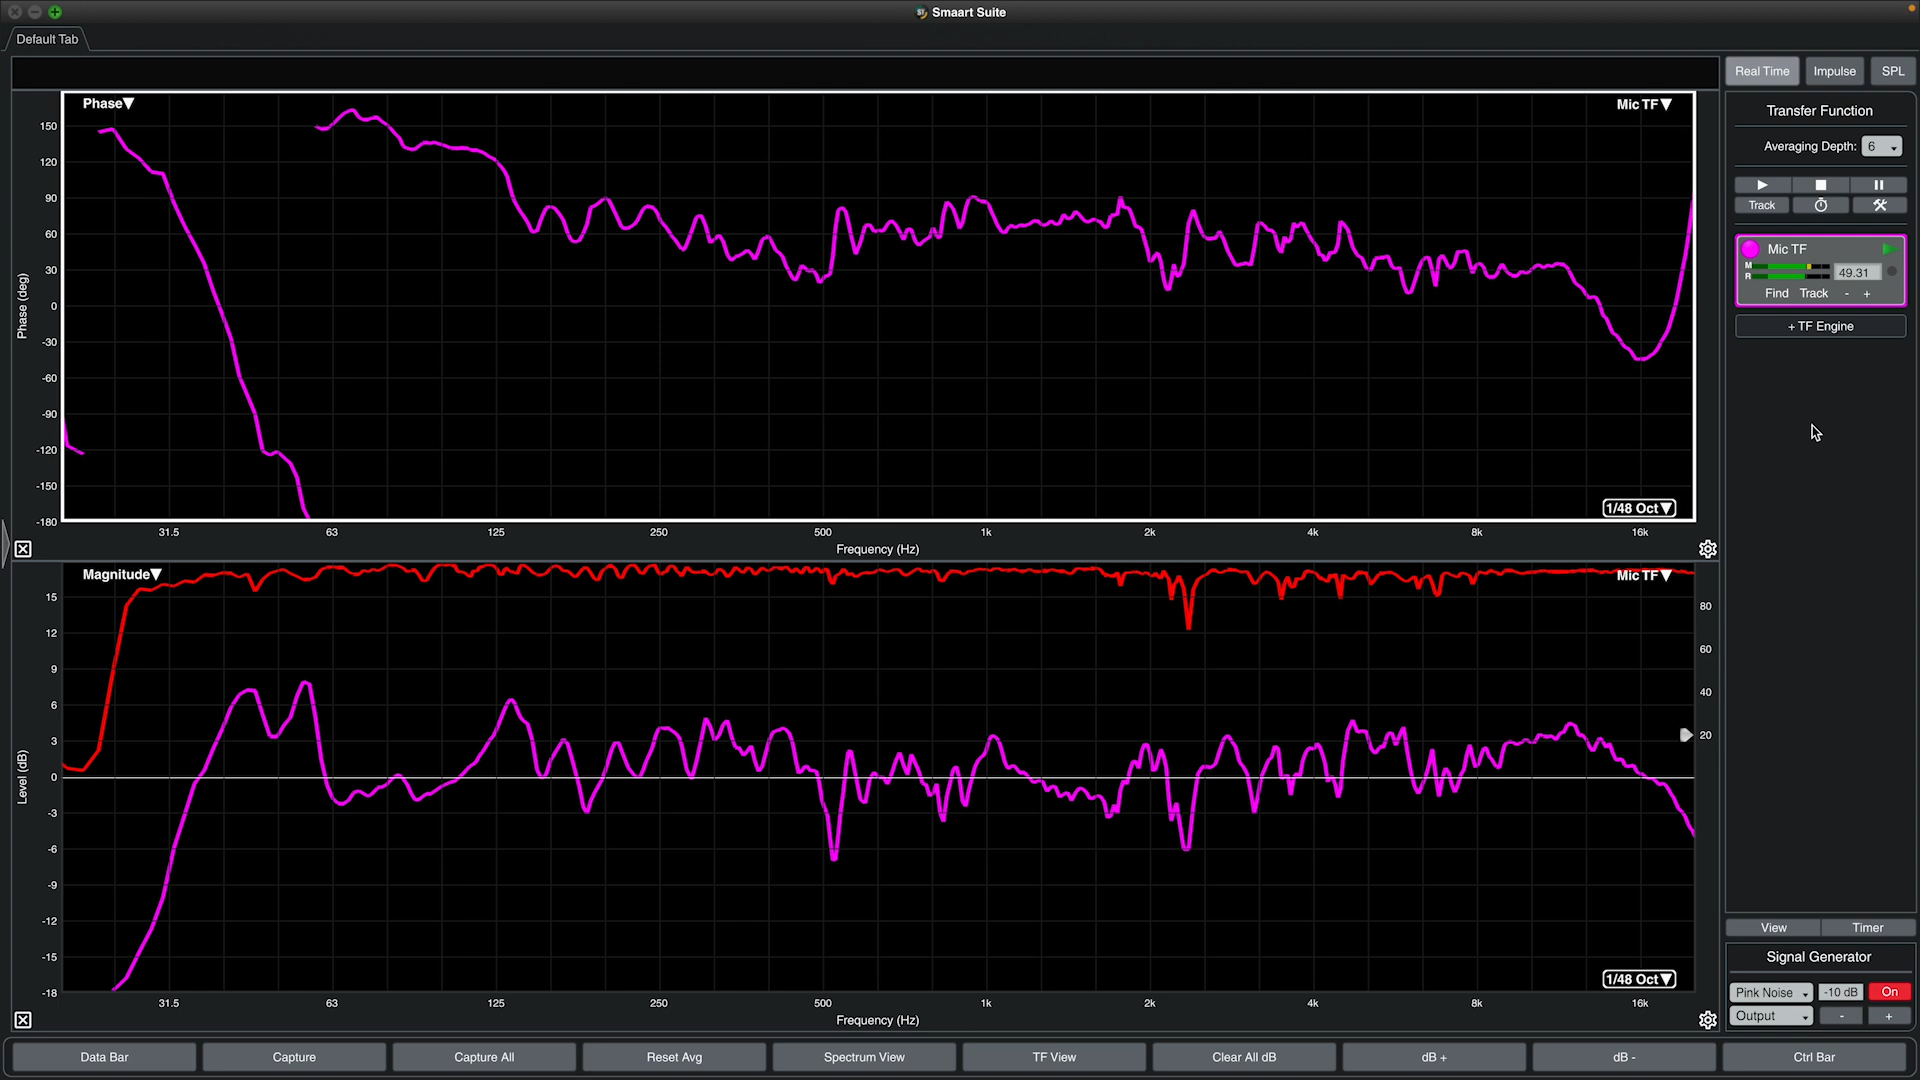 Smaart Suite
Default Tab
Real Time Impulse SPL
Phase▼
Mic TF▼
150
120
90
60
30
0
-30
-60
-90
-120
-150
-180
Phase (deg)
1/48 Oct▼
31.5 63 125 250 500 1k 2k 4k 8k 16k
Frequency (Hz)
Magnitude▼
Mic TF▼
15
12
9
6
3
0
-3
-6
-9
-12
-15
-18
Level (dB)
80
60
40
20
1/48 Oct▼
31.5 63 125 250 500 1k 2k 4k 8k 16k
Frequency (Hz)
Transfer Function
Averaging Depth: 6
Track
Mic TF
M
R
49.31
Find Track - +
+ TF Engine
View Timer
Signal Generator
Pink Noise -10 dB On
Output - +
Data Bar Capture Capture All Reset Avg Spectrum View TF View Clear All dB dB + dB - Ctrl Bar